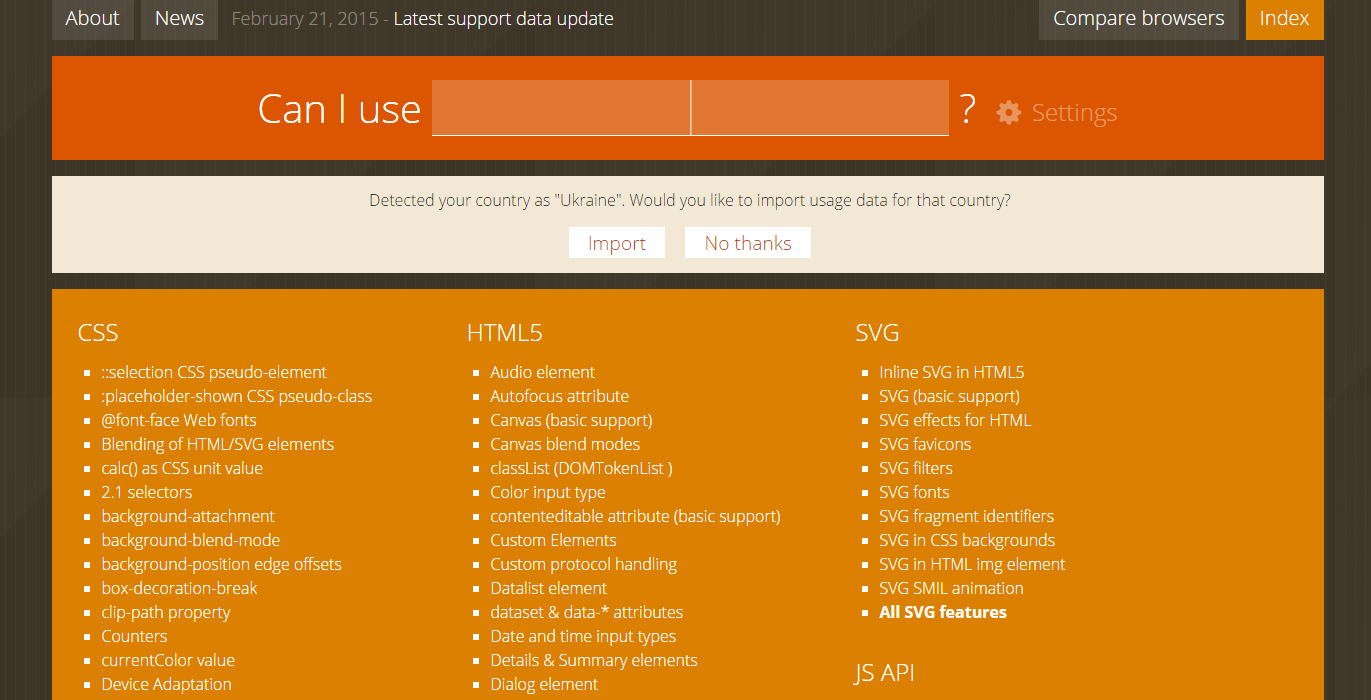 About News February 21, 2015 - Latest support data update Compare browsers Index
Can I use ? Settings
Detected your country as "Ukraine". Would you like to import usage data for that country?
Import No thanks
CSS
::selection CSS pseudo-element
:placeholder-shown CSS pseudo-class
@font-face Web fonts
Blending of HTML/SVG elements
calc() as CSS unit value
2.1 selectors
background-attachment
background-blend-mode
background-position edge offsets
box-decoration-break
clip-path property
Counters
currentColor value
Device Adaptation
HTML5
Audio element
Autofocus attribute
Canvas (basic support)
Canvas blend modes
classList (DOMTokenList )
Color input type
contenteditable attribute (basic support)
Custom Elements
Custom protocol handling
Datalist element
dataset & data-* attributes
Date and time input types
Details & Summary elements
Dialog element
SVG
Inline SVG in HTML5
SVG (basic support)
SVG effects for HTML
SVG favicons
SVG filters
SVG fonts
SVG fragment identifiers
SVG in CSS backgrounds
SVG in HTML img element
SVG SMIL animation
All SVG features
JS API